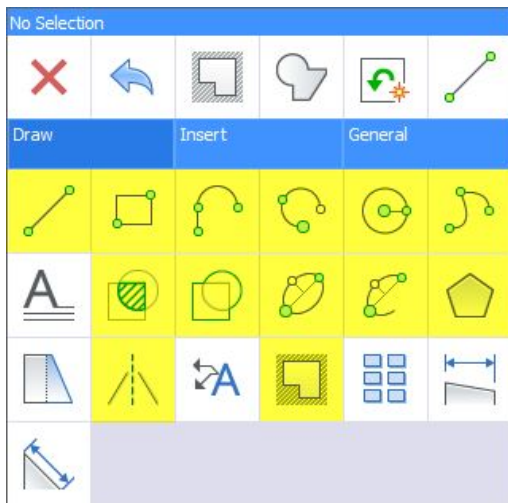 No Selection
Draw
Insert
General
A
A